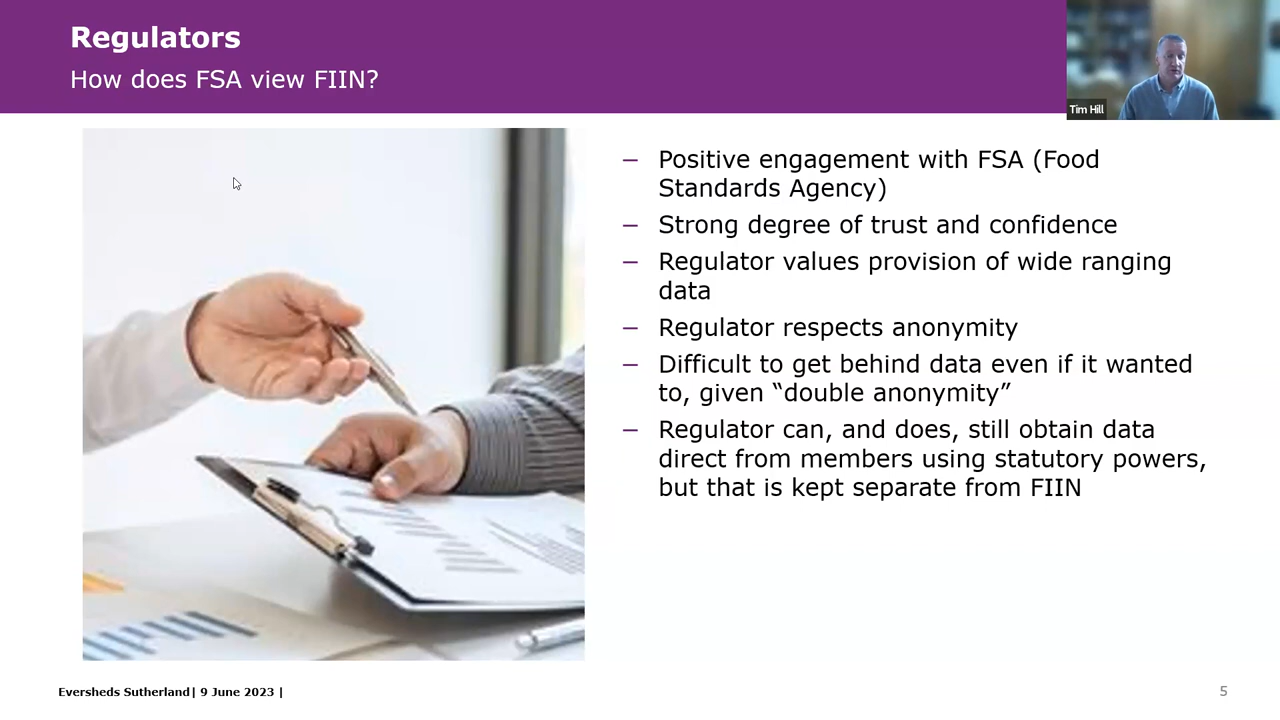 Regulators
How does FSA view FIIN?
Tim Hill
– Positive engagement with FSA (Food
Standards Agency)
– Strong degree of trust and confidence
– Regulator values provision of wide ranging
data
– Regulator respects anonymity
– Difficult to get behind data even if it wanted
to, given “double anonymity”
– Regulator can, and does, still obtain data
direct from members using statutory powers,
but that is kept separate from FIIN
Eversheds Sutherland| 9 June 2023 |
5